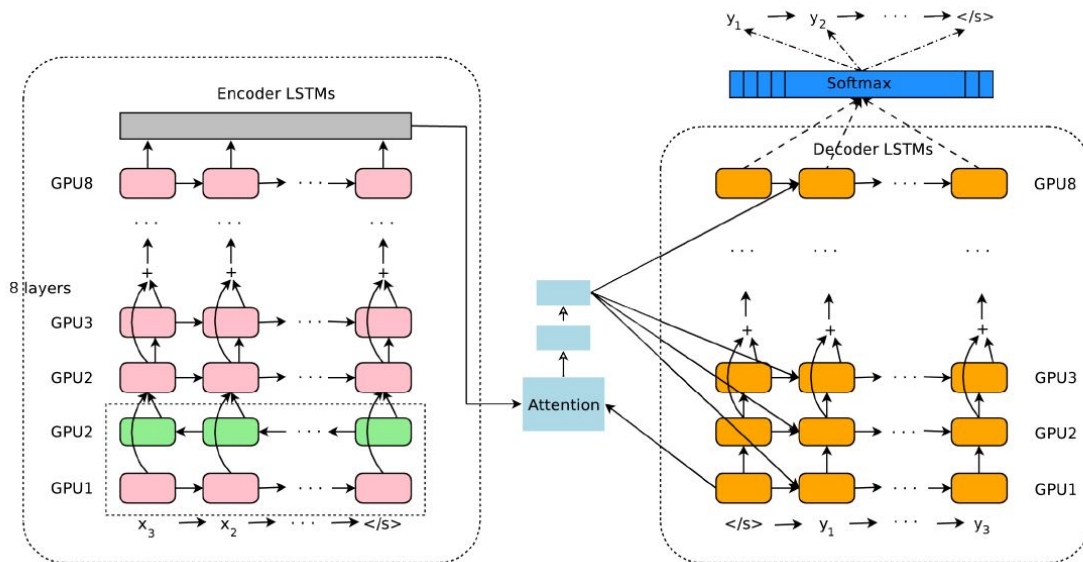 y1 y2 · · · </s>
Softmax
Encoder LSTMs
GPU8
· · ·
· · · · · · · · ·
+ + +
8 layers
GPU3
· · ·
GPU2
· · ·
GPU2
· · ·
GPU1
· · ·
x3 x2 · · · </s>
Attention
Decoder LSTMs
· · · GPU8
· · · · · · · · ·
+ + +
· · · GPU3
· · · GPU2
· · · GPU1
</s> y1 · · · y3